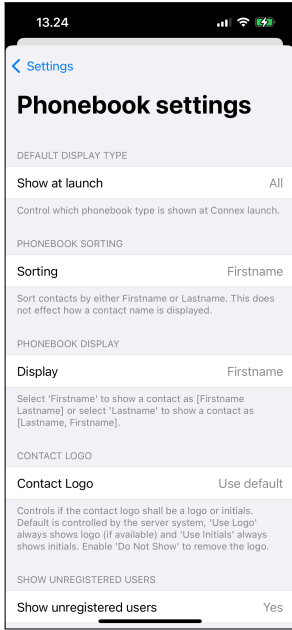 13.24
Settings
Phonebook settings
DEFAULT DISPLAY TYPE
Show at launch All
Control which phonebook type is shown at Connex launch.
PHONEBOOK SORTING
Sorting Firstname
Sort contacts by either Firstname or Lastname. This does
not effect how a contact name is displayed.
PHONEBOOK DISPLAY
Display Firstname
Select 'Firstname' to show a contact as [Firstname
Lastname] or select 'Lastname' to show a contact as
[Lastname, Firstname].
CONTACT LOGO
Contact Logo Use default
Controls if the contact logo shall be a logo or initials.
Default is controlled by the server system, 'Use Logo'
always shows logo (if available) and 'Use Initials' always
shows initials. Enable 'Do Not Show' to remove the logo.
SHOW UNREGISTERED USERS
Show unregistered users Yes